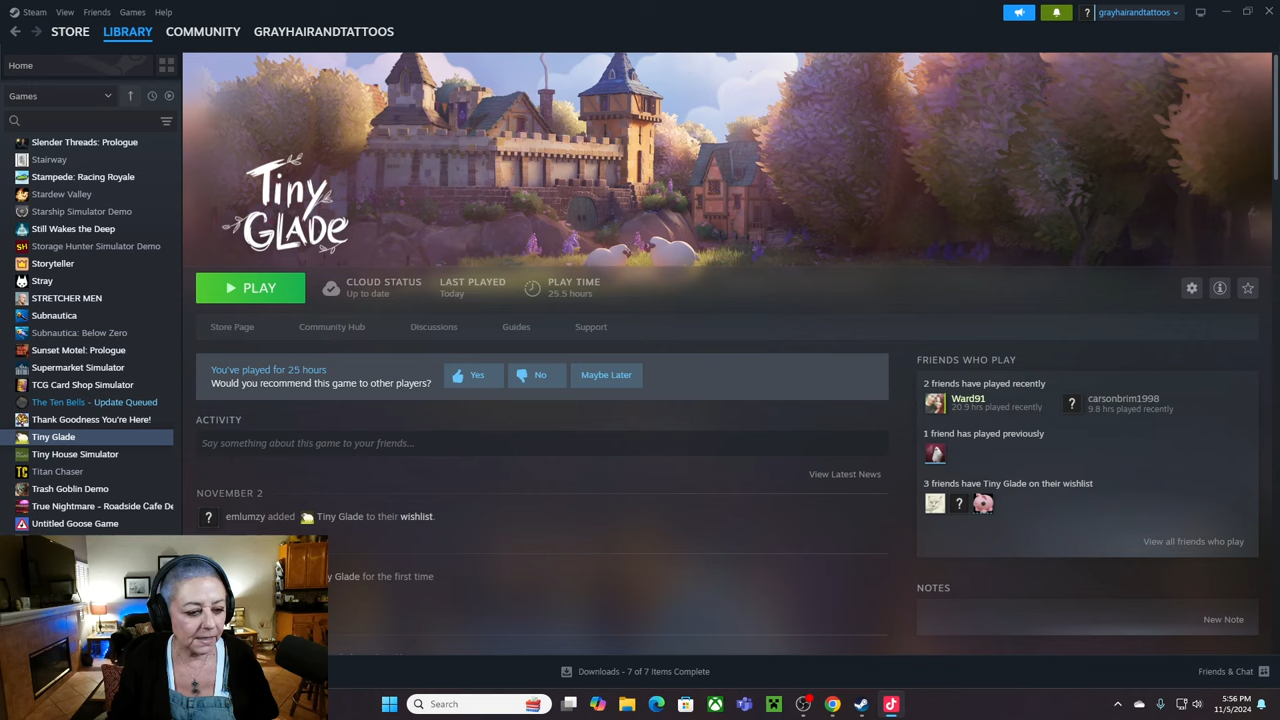 Steam View Friends Games Help
grayhairandtattoos
STORE LIBRARY COMMUNITY GRAYHAIRANDTATTOOS
Home
Games
Slender Threads: Prologue
Stairway
Stampede: Racing Royale
Stardew Valley
Starship Simulator Demo
Still Wakes the Deep
SH Storage Hunter Simulator Demo
Storyteller
Stray
STRETCHER MEN
Subnautica
Subnautica: Below Zero
Sunset Motel: Prologue
Supermarket Simulator
TCG Card Shop Simulator
The Ten Bells - Update Queued
Thank Goodness You're Here!
Tiny Glade
Tiny House Simulator
TC Titan Chaser
Trash Goblin Demo
True Nightmare - Roadside Cafe De
Untitled Goose Game
Tiny
GLADE
PLAY
CLOUD STATUS
Up to date
LAST PLAYED
Today
PLAY TIME
25.5 hours
Store Page Community Hub Discussions Guides Support
You've played for 25 hours
Would you recommend this game to other players?
Yes No Maybe Later
ACTIVITY
Say something about this game to your friends...
View Latest News
NOVEMBER 2
? emlumzy added Tiny Glade to their wishlist.
y Glade for the first time
FRIENDS WHO PLAY
2 friends have played recently
Ward91
20.9 hrs played recently
? carsonbrim1998
9.8 hrs played recently
1 friend has played previously
3 friends have Tiny Glade on their wishlist
?
View all friends who play
NOTES
New Note
Downloads - 7 of 7 Items Complete
Friends & Chat
Search
5:56 PM
11/5/2024